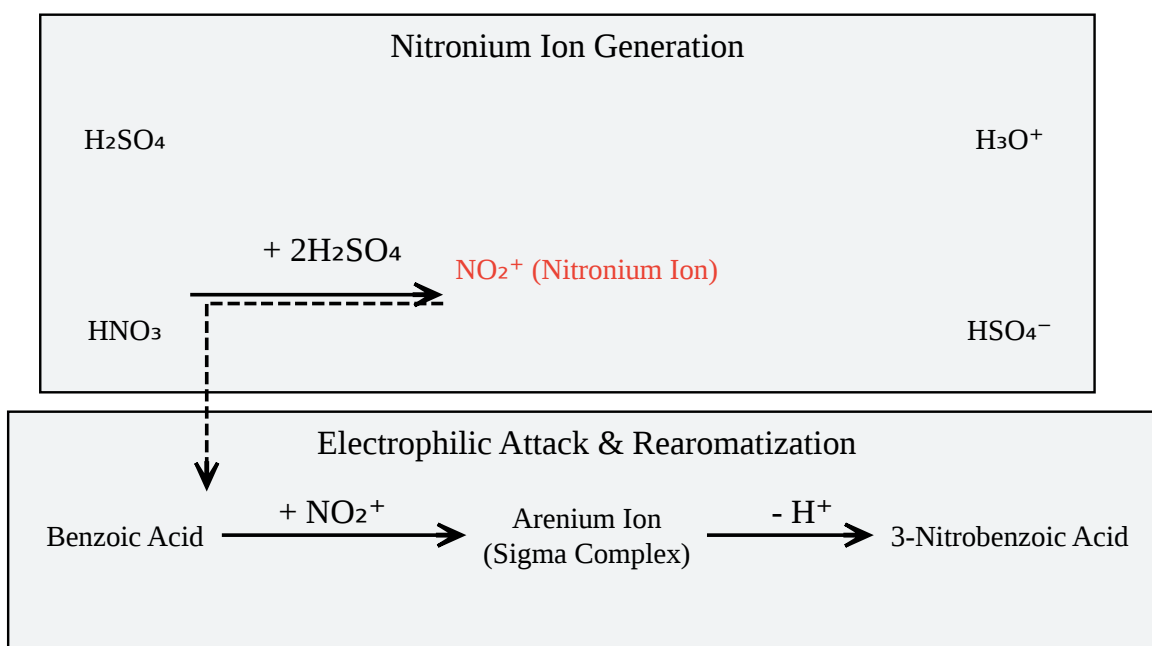 Nitronium Ion Generation
H₂SO₄
H₃O⁺
+ 2H₂SO₄
NO₂⁺ (Nitronium Ion)
HNO₃
HSO₄⁻
Electrophilic Attack & Rearomatization
Benzoic Acid
+ NO₂⁺
Arenium Ion
(Sigma Complex)
- H⁺
3-Nitrobenzoic Acid